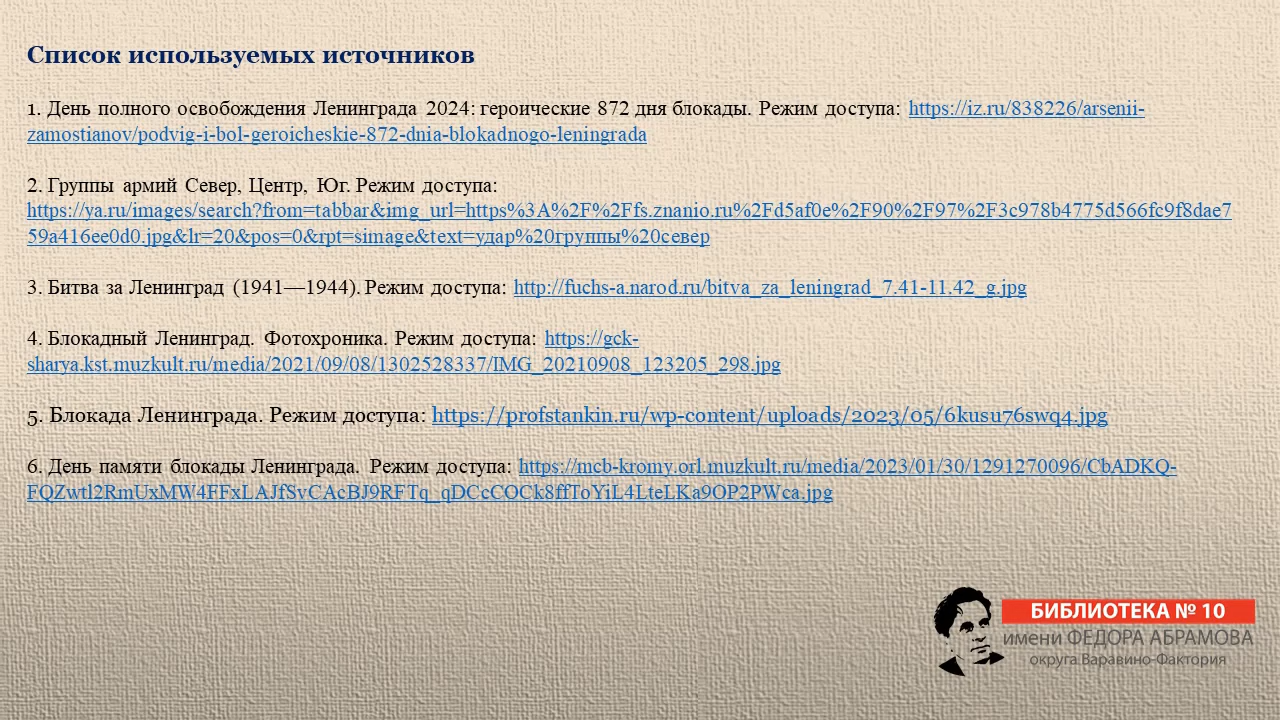 Список используемых источников
1. День полного освобождения Ленинграда 2024: героические 872 дня блокады. Режим доступа: https://iz.ru/838226/arsenii-
zamostianov/podvig-i-bol-geroicheskie-872-dnia-blokadnogo-leningrada
2. Группы армий Север, Центр, Юг. Режим доступа:
https://ya.ru/images/search?from=tabbar&img_url=https%3A%2F%2Ffs.znanio.ru%2Fd5af0e%2F90%2F97%2F3c978b4775d566fc9f8dae7
59a416ee0d0.jpg&lr=20&pos=0&rpt=simage&text=удар%20группы%20север
3. Битва за Ленинград (1941—1944). Режим доступа: http://fuchs-a.narod.ru/bitva_za_leningrad_7.41-11.42_g.jpg
4. Блокадный Ленинград. Фотохроника. Режим доступа: https://gck-
sharya.kst.muzkult.ru/media/2021/09/08/1302528337/IMG_20210908_123205_298.jpg
5. Блокада Ленинграда. Режим доступа: https://profstankin.ru/wp-content/uploads/2023/05/6kusu76swq4.jpg
6. День памяти блокады Ленинграда. Режим доступа: https://mcb-kromy.orl.muzkult.ru/media/2023/01/30/1291270096/CbADKQ-
FQZwtl2RmUxMW4FFxLAJfSvCAcBJ9RFTq_qDCcCOCk8ffToYiL4LteLKa9OP2PWca.jpg
БИБЛИОТЕКА № 10
имени ФЕДОРА АБРАМОВА
округа Варавино-Фактория